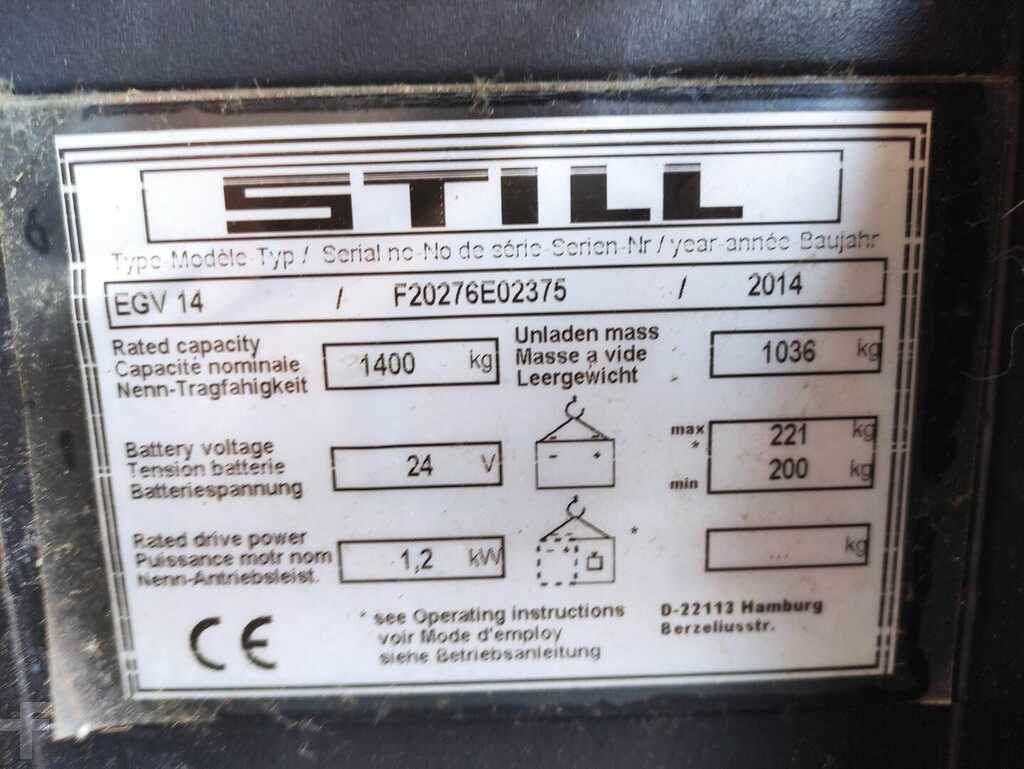 STILL
Type-Modèle-Typ / Serial no-No de série-Serien-Nr / year-année-Baujahr
EGV 14 / F20276E02375 / 2014
Rated capacity
Capacité nominale
Nenn-Tragfahigkeit
1400 kg
Unladen mass
Masse a vide
Leergewicht
1036 kg
Battery voltage
Tension batterie
Batteriespannung
24 V
- +
max 221 kg
*
min 200 kg
Rated drive power
Puissance motr nom
Nenn-Antriebsleist.
1,2 kW
- +
*
... kg
CE
* see Operating instructions
voir Mode d'employ
siehe Betriebsanleitung
D-22113 Hamburg
Berzeliusstr.